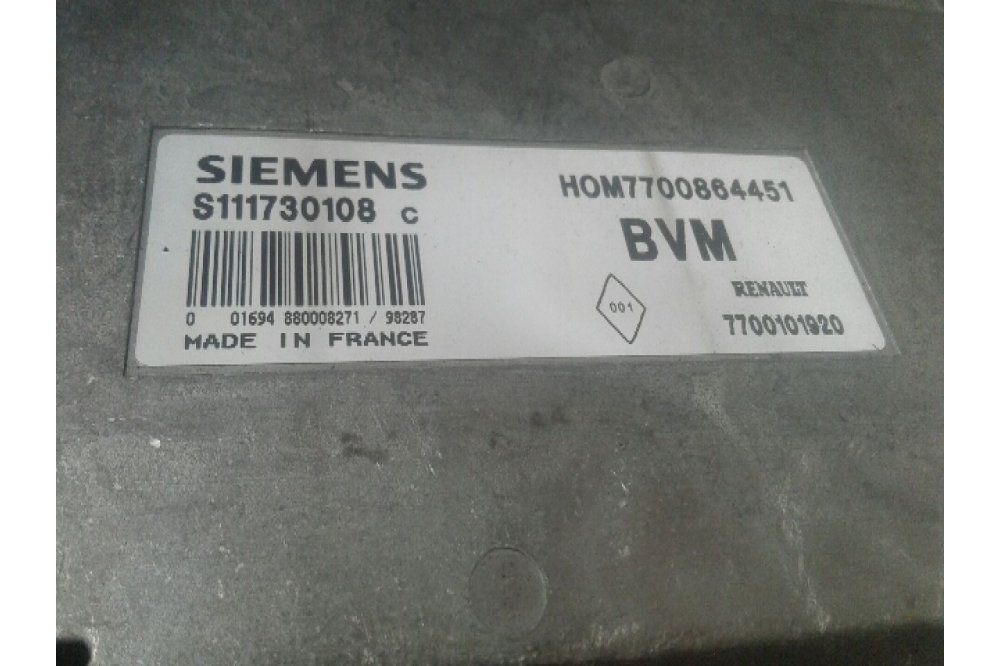 SIEMENS
S111730108 C
0 01694 880008271 / 98287
MADE IN FRANCE
HOM7700864451
BVM
001
RENAULT
7700101920